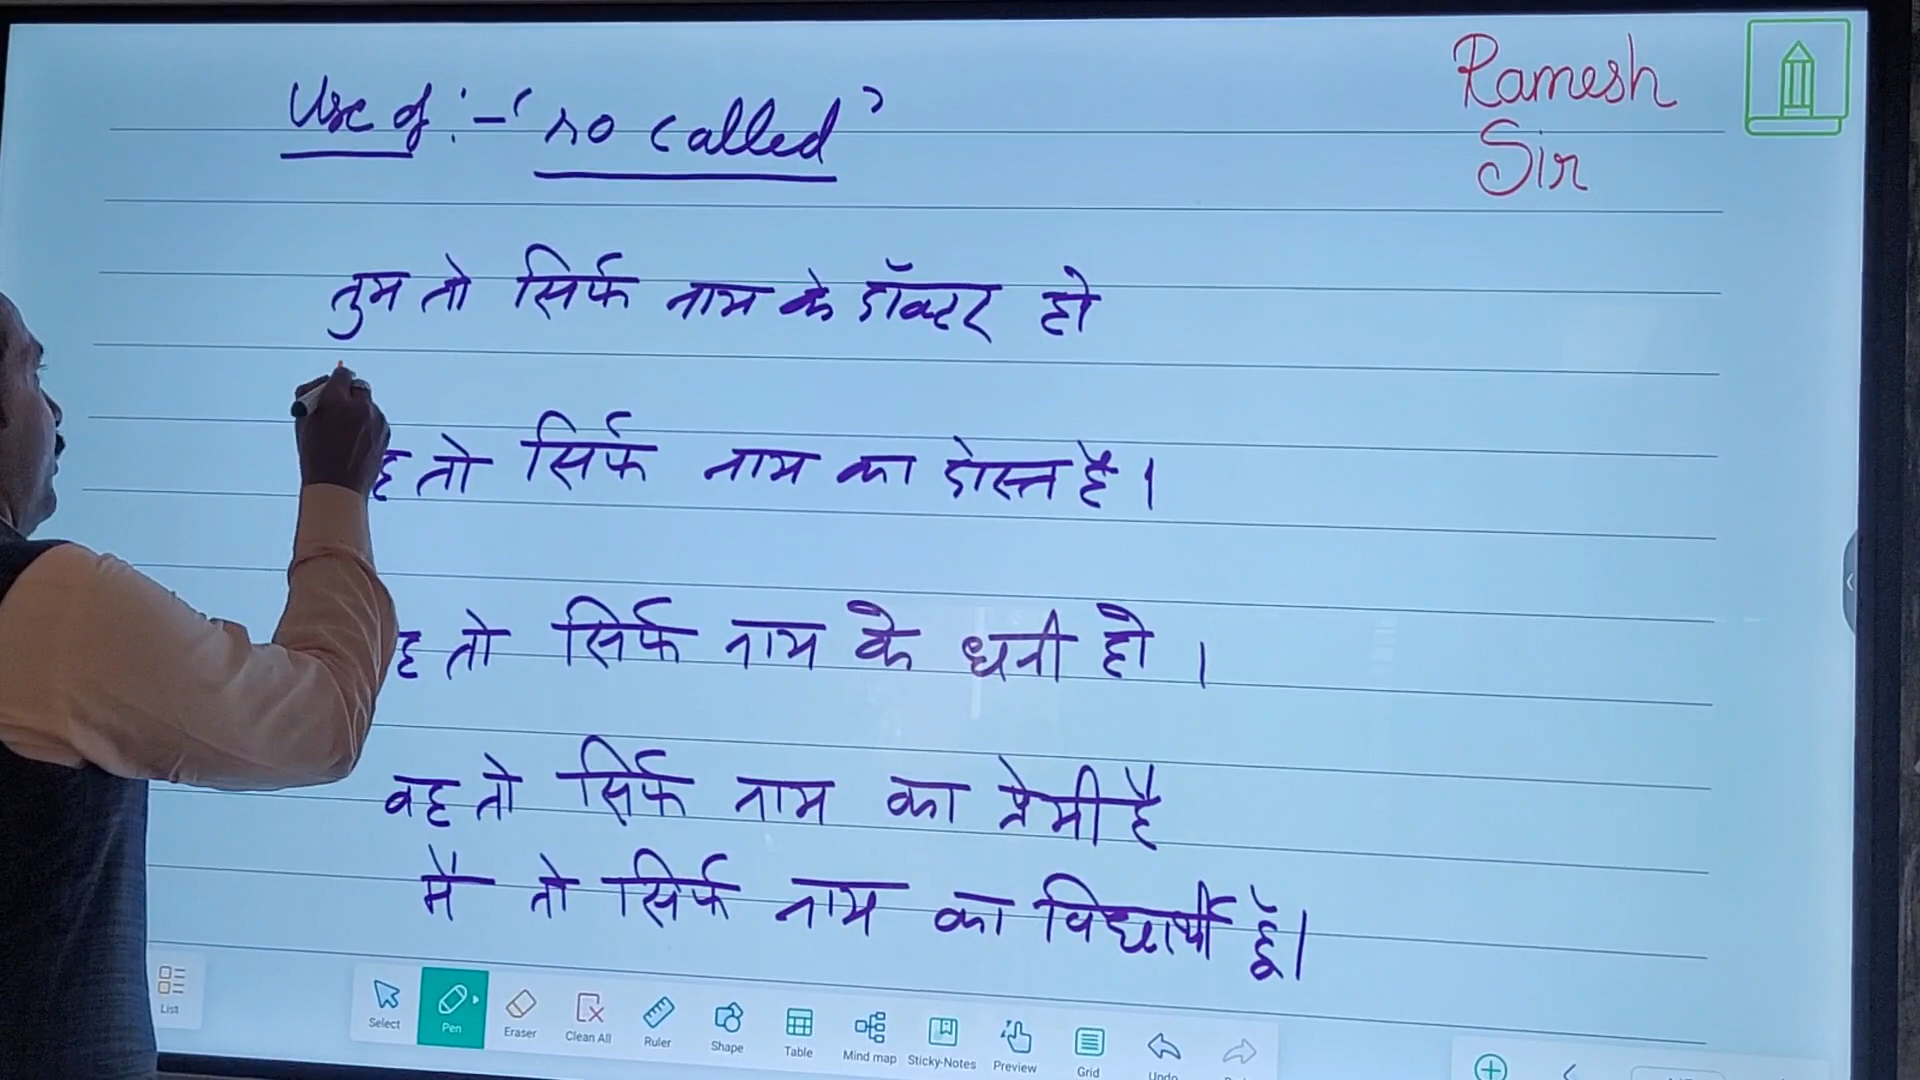 Use of :- 'so called'
Ramesh
Sir
तुम तो सिर्फ नाम के डॉक्टर हो
ह तो सिर्फ नाम का दोस्त है।
ह तो सिर्फ नाम के धनी हो ।
वह तो सिर्फ नाम का प्रेमी है
मैं तो सिर्फ नाम का विद्यार्थी हूँ।
List
Select
Pen
Eraser
Clean All
Ruler
Shape
Table
Mind map
Sticky-Notes
Preview
Grid
Undo